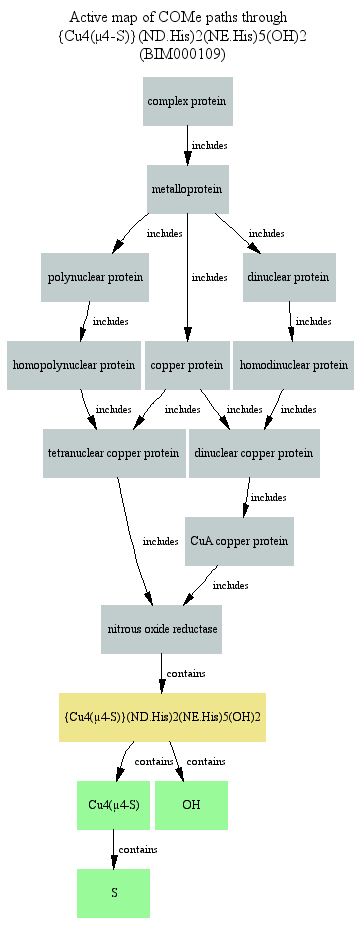 Active map of COMe paths through
{Cu4(µ4-S)}(ND.His)2(NE.His)5(OH)2
(BIM000109)
complex protein
includes
metalloprotein
includes
includes
includes
polynuclear protein
dinuclear protein
includes
includes
homopolynuclear protein
copper protein
homodinuclear protein
includes
includes
includes
includes
tetranuclear copper protein
dinuclear copper protein
includes
CuA copper protein
includes
includes
nitrous oxide reductase
contains
{Cu4(µ4-S)}(ND.His)2(NE.His)5(OH)2
contains
contains
Cu4(µ4-S)
OH
contains
S